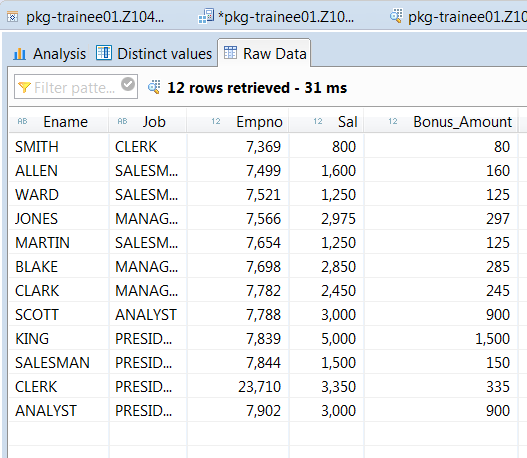 pkg-trainee01.Z104... *pkg-trainee01.Z10... pkg-trainee01.Z10
Analysis Distinct values Raw Data
Filter patte... 12 rows retrieved - 31 ms
AB Ename AB Job 12 Empno 12 Sal 12 Bonus_Amount
SMITH CLERK 7,369 800 80
ALLEN SALESM... 7,499 1,600 160
WARD SALESM... 7,521 1,250 125
JONES MANAG... 7,566 2,975 297
MARTIN SALESM... 7,654 1,250 125
BLAKE MANAG... 7,698 2,850 285
CLARK MANAG... 7,782 2,450 245
SCOTT ANALYST 7,788 3,000 900
KING PRESID... 7,839 5,000 1,500
SALESMAN PRESID... 7,844 1,500 150
CLERK PRESID... 23,710 3,350 335
ANALYST PRESID... 7,902 3,000 900